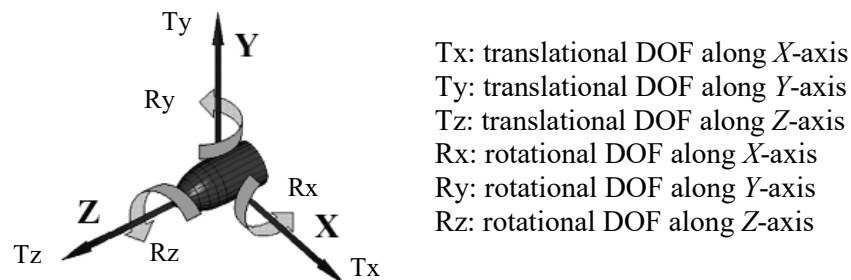 Ty
Y
Ry
Rx
Z
X
Tz
Rz
Tx
Tx: translational DOF along X-axis
Ty: translational DOF along Y-axis
Tz: translational DOF along Z-axis
Rx: rotational DOF along X-axis
Ry: rotational DOF along Y-axis
Rz: rotational DOF along Z-axis